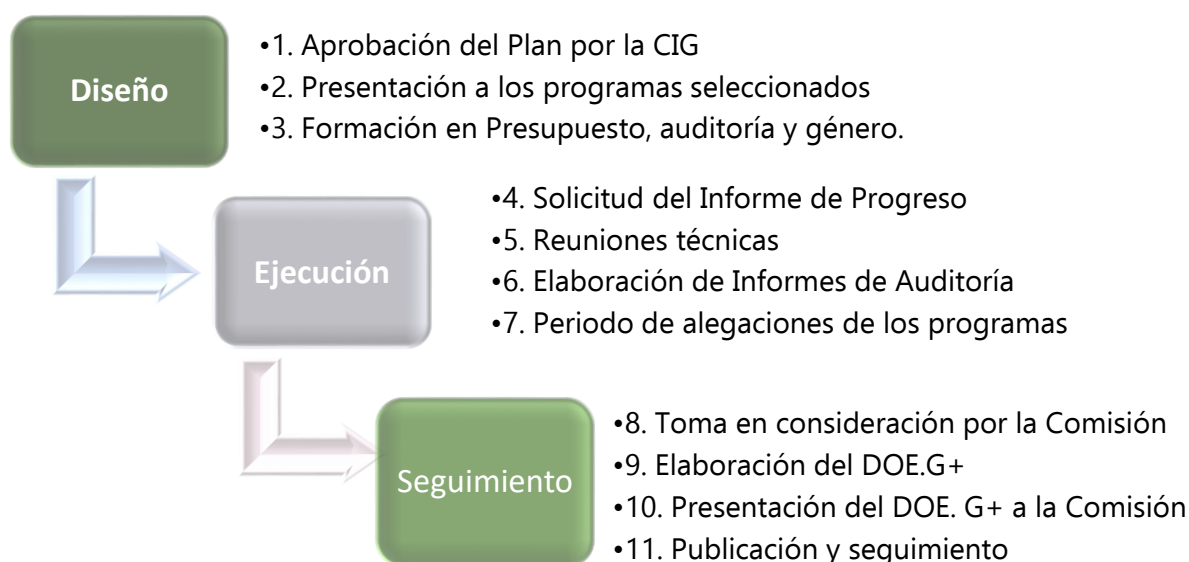 Diseño
•1. Aprobación del Plan por la CIG
•2. Presentación a los programas seleccionados
•3. Formación en Presupuesto, auditoría y género.
Ejecución
•4. Solicitud del Informe de Progreso
•5. Reuniones técnicas
•6. Elaboración de Informes de Auditoría
•7. Periodo de alegaciones de los programas
Seguimiento
•8. Toma en consideración por la Comisión
•9. Elaboración del DOE.G+
•10. Presentación del DOE. G+ a la Comisión
•11. Publicación y seguimiento